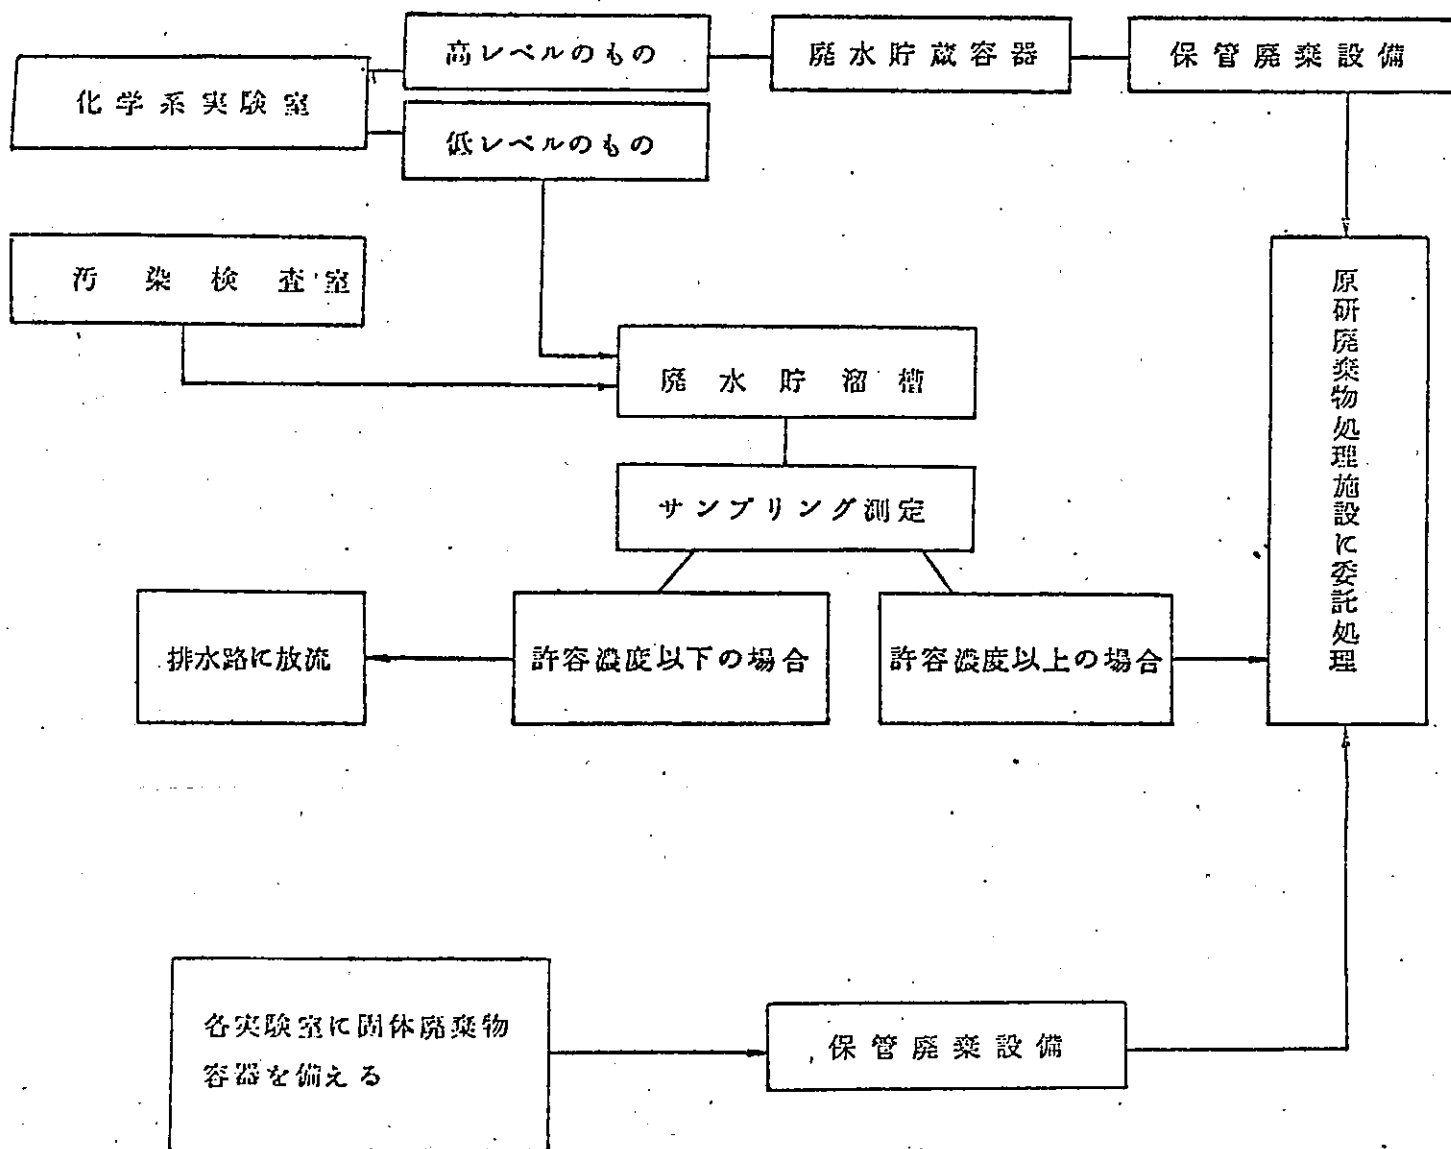 高レベルのもの
廃水貯蔵容器
保管廃棄設備
化学系実験室
低レベルのもの
汚染検査室
廃水貯溜槽
サンプリング測定
原研廃棄物処理施設に委託処理
排水路に放流
許容濃度以下の場合
許容濃度以上の場合
各実験室に固体廃棄物
容器を備える
保管廃棄設備